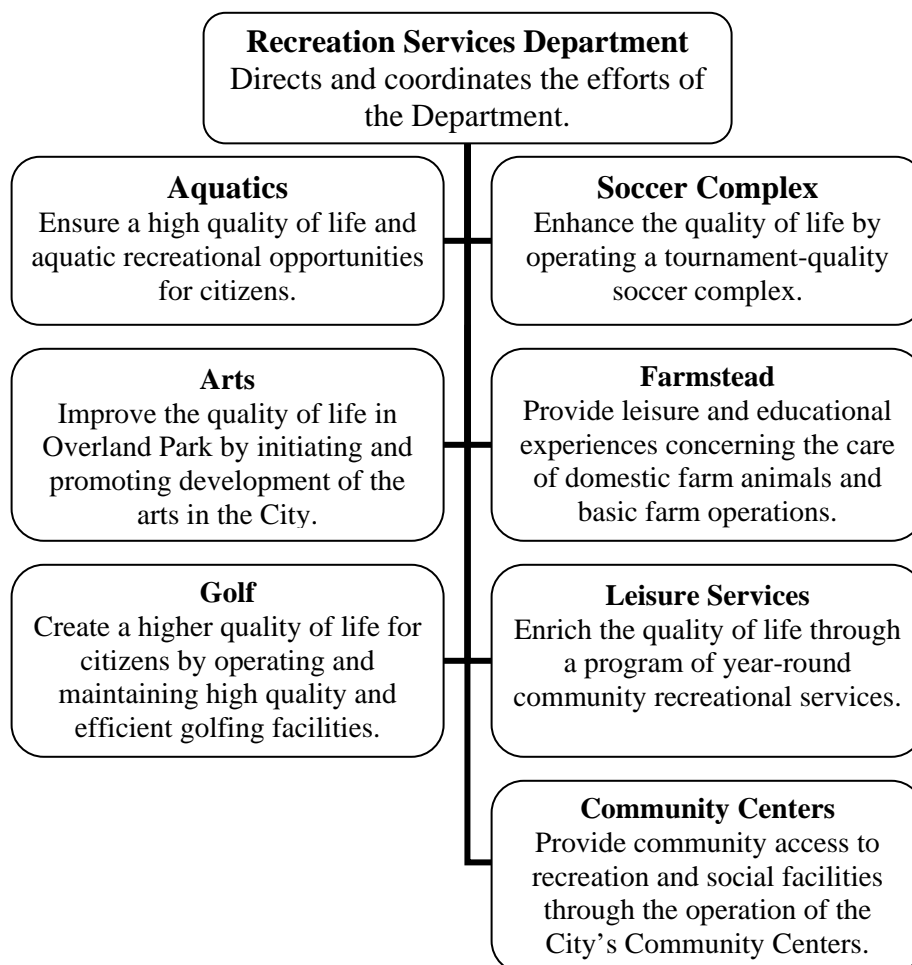 Recreation Services Department
Directs and coordinates the efforts of
the Department.
Aquatics
Ensure a high quality of life and
aquatic recreational opportunities
for citizens.
Soccer Complex
Enhance the quality of life by
operating a tournament-quality
soccer complex.
Arts
Improve the quality of life in
Overland Park by initiating and
promoting development of the
arts in the City.
Farmstead
Provide leisure and educational
experiences concerning the care
of domestic farm animals and
basic farm operations.
Golf
Create a higher quality of life for
citizens by operating and
maintaining high quality and
efficient golfing facilities.
Leisure Services
Enrich the quality of life through
a program of year-round
community recreational services.
Community Centers
Provide community access to
recreation and social facilities
through the operation of the
City’s Community Centers.